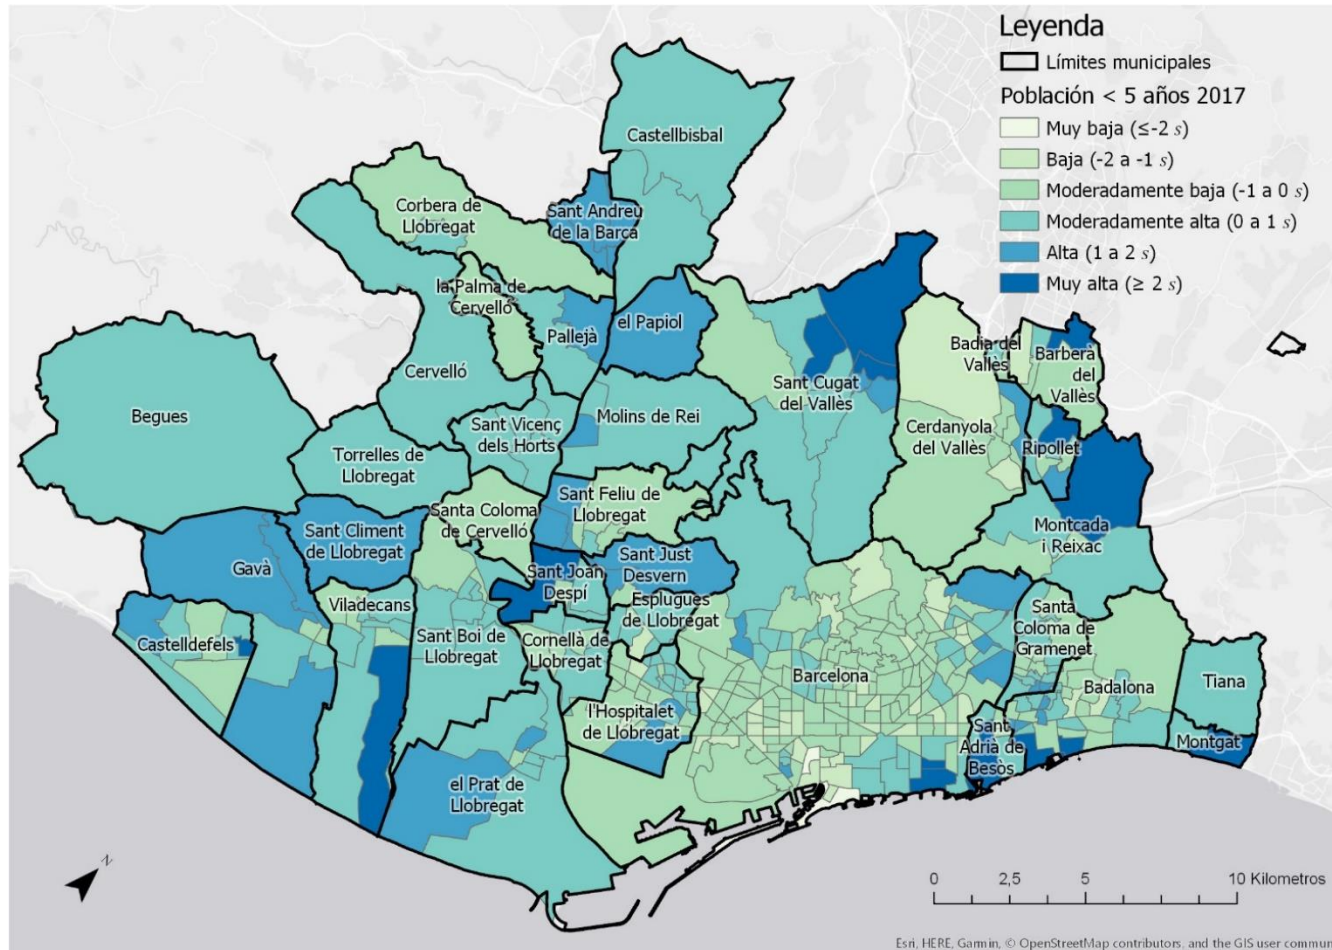 Leyenda
Límites municipales
Población < 5 años 2017
Muy baja (≤-2 s)
Baja (-2 a -1 s)
Moderadamente baja (-1 a 0 s)
Moderadamente alta (0 a 1 s)
Alta (1 a 2 s)
Muy alta (≥ 2 s)
Castellbisbal
Corbera de
Llobregat
Sant Andreu
de la Barca
la Palma de
Cervelló
Pallejà
el Papiol
Cervelló
Begues
Sant Vicenç
dels Horts
Molins de Rei
Sant Cugat
del Vallès
Badia del
Vallès
Barberà
del
Vallès
Cerdanyola
del Vallès
Ripollet
Torrelles de
Llobregat
Santa Coloma
de Cervelló
Sant Feliu de
Llobregat
Montcada
i Reixac
Sant Climent
de Llobregat
Gavà
Sant Joan
Despí
Sant Just
Desvern
Esplugues
de Llobregat
Viladecans
Castelldefels
Sant Boi de
Llobregat
Cornellà de
Llobregat
Santa
Coloma de
Gramenet
Barcelona
Badalona
Tiana
l'Hospitalet
de Llobregat
Sant
Adrià de
Besòs
Montgat
el Prat de
Llobregat
N
0 2,5 5 10 Kilometros
Esri, HERE, Garmin, © OpenStreetMap contributors, and the GIS user commun